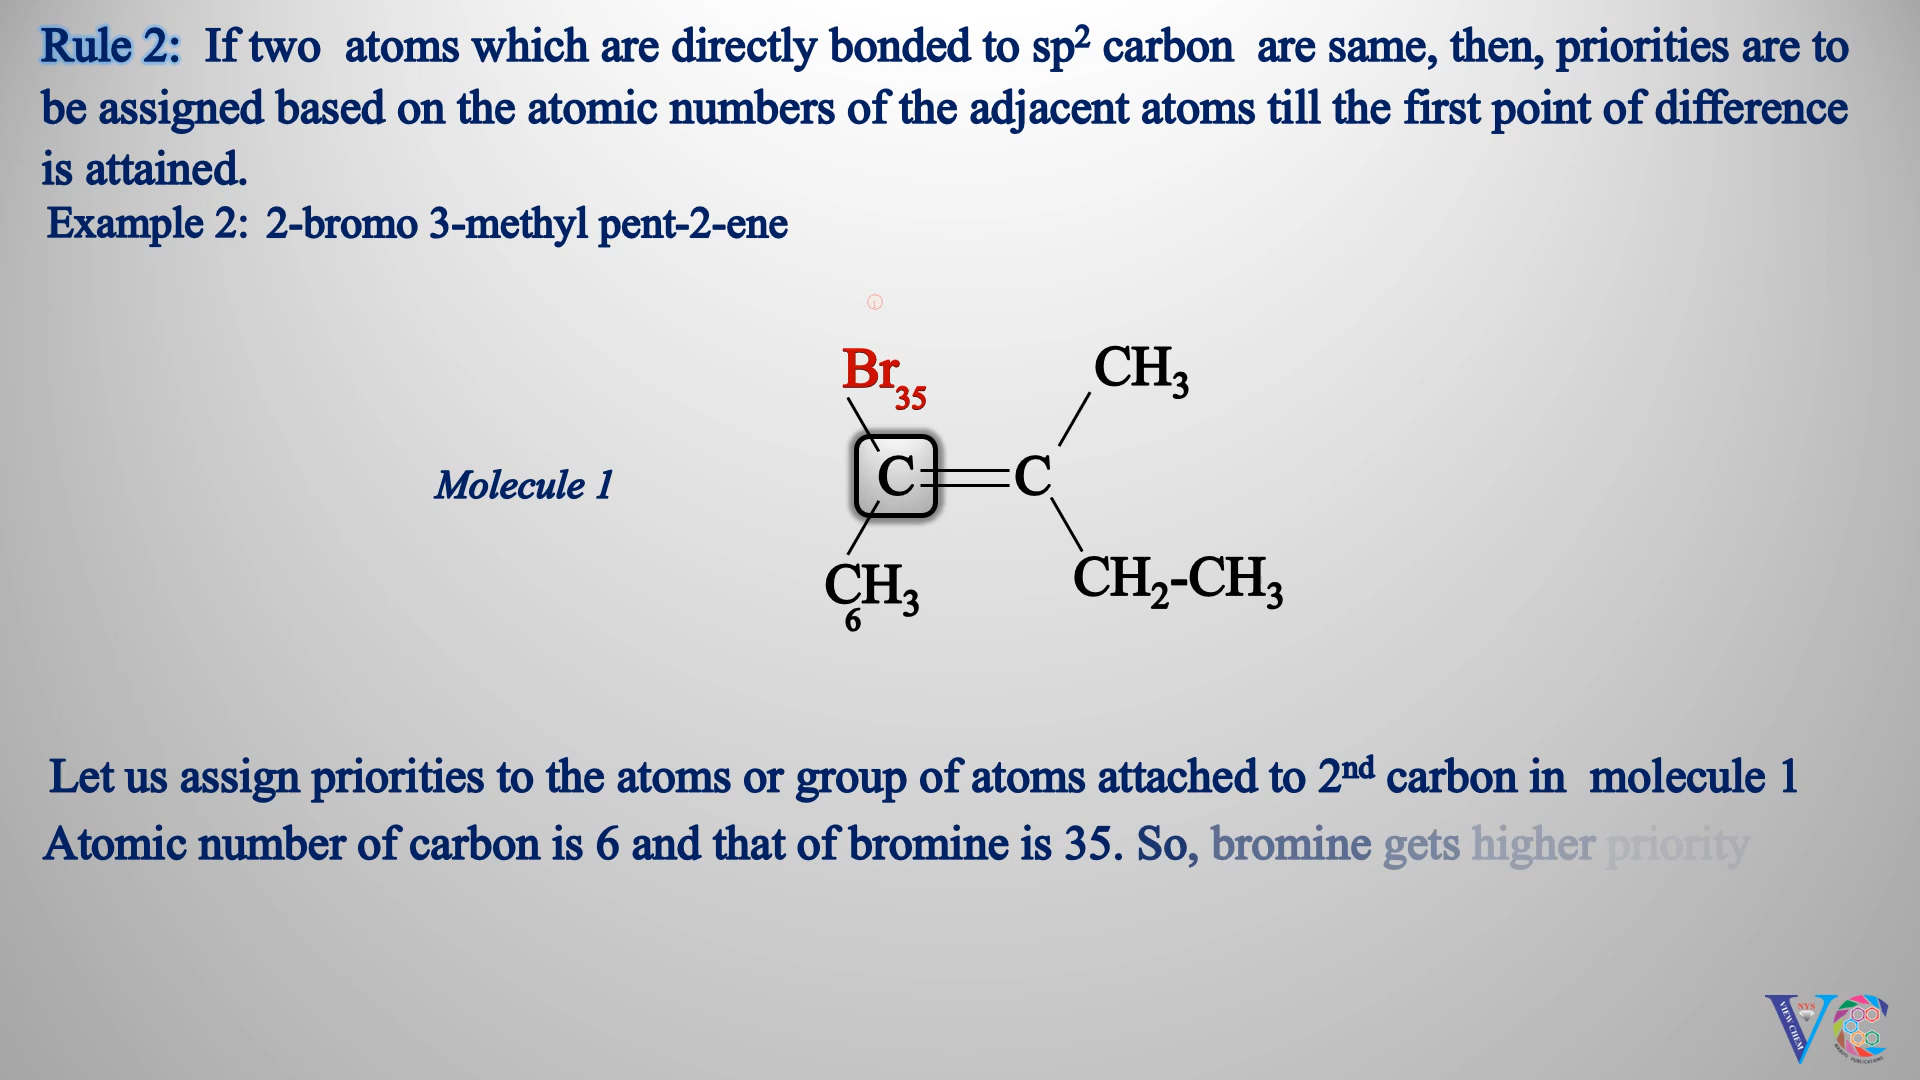 Rule 2: If two atoms which are directly bonded to sp² carbon are same, then, priorities are to
be assigned based on the atomic numbers of the adjacent atoms till the first point of difference
is attained.
Example 2: 2-bromo 3-methyl pent-2-ene
Br₃₅ CH₃
Molecule 1 C C
CH₃ CH₂-CH₃
6
Let us assign priorities to the atoms or group of atoms attached to 2ⁿᵈ carbon in molecule 1
Atomic number of carbon is 6 and that of bromine is 35. So, bromine gets higher priority
VIEW CHEM
NYS